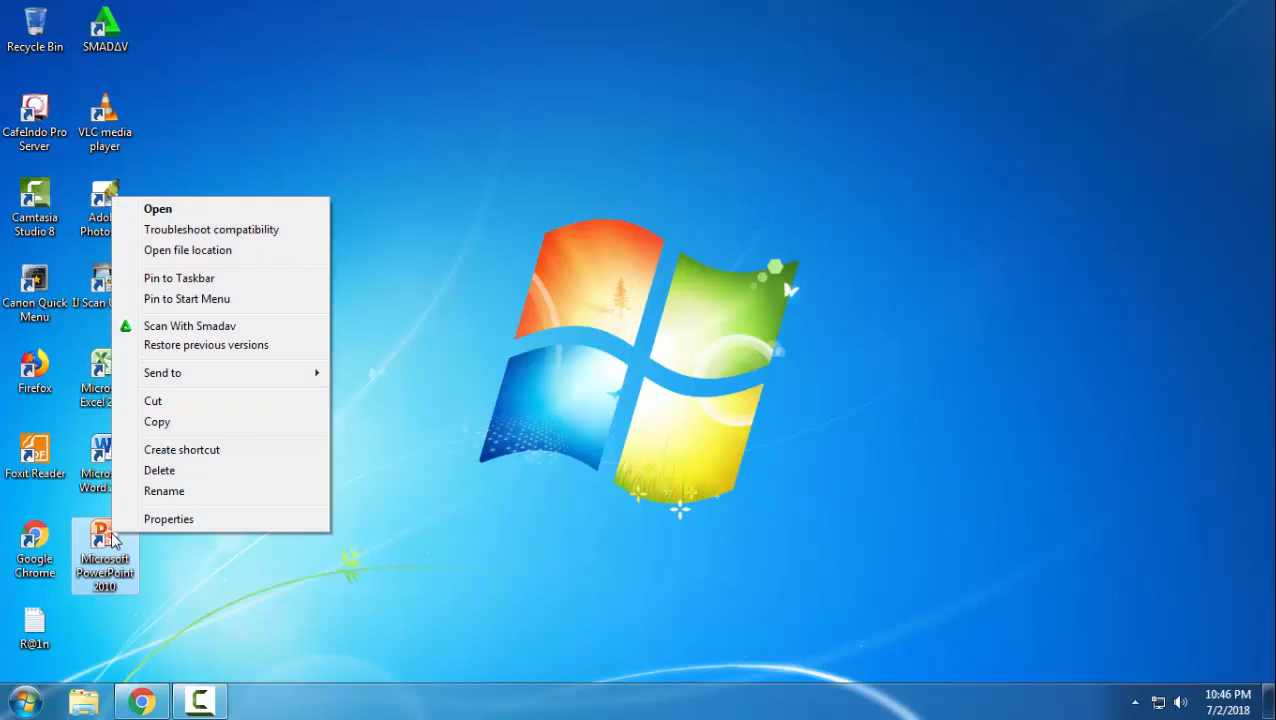 Recycle Bin
SMADΔV
CafeIndo Pro
Server
VLC media
player
Camtasia
Studio 8
Canon Quick
Menu
IJ Scan
Firefox
Foxit Reader
Google
Chrome
Microsoft
PowerPoint
2010
R@1n
Open
Troubleshoot compatibility
Open file location
Pin to Taskbar
Pin to Start Menu
Scan With Smadav
Restore previous versions
Send to
Cut
Copy
Create shortcut
Delete
Rename
Properties
10:46 PM
7/2/2018